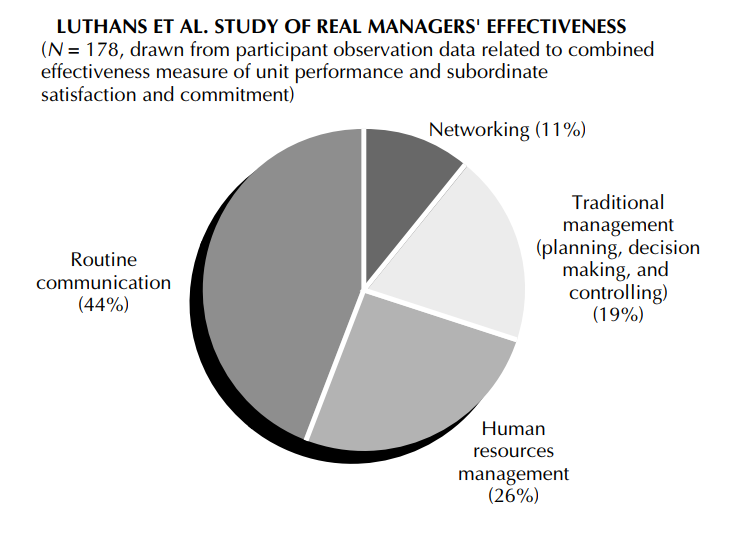 LUTHANS ET AL. STUDY OF REAL MANAGERS' EFFECTIVENESS
(N = 178, drawn from participant observation data related to combined
effectiveness measure of unit performance and subordinate
satisfaction and commitment)
Networking (11%)
Traditional
management
(planning, decision
making, and
controlling)
(19%)
Routine
communication
(44%)
Human
resources
management
(26%)